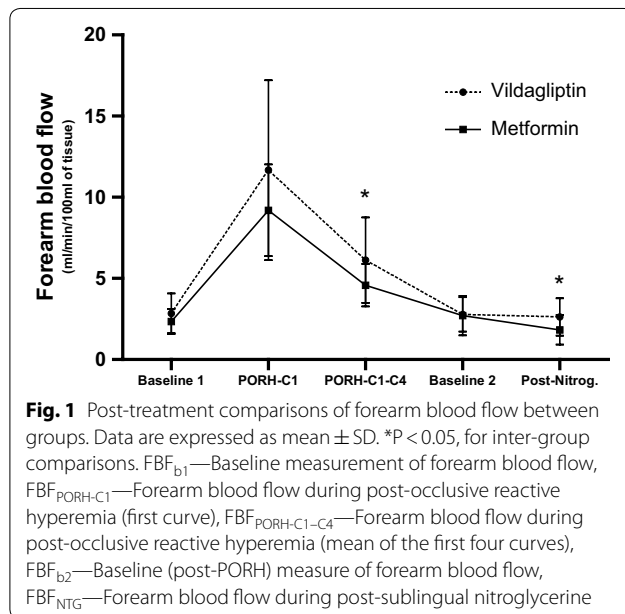 20
15
10
5
0
Forearm blood flow
(ml/min/100ml of tissue)
Vildagliptin
Metformin
*
*
Baseline 1 PORH-C1 PORH-C1-C4 Baseline 2 Post-Nitrog.
Fig. 1 Post-treatment comparisons of forearm blood flow between
groups. Data are expressed as mean ± SD. *P < 0.05, for inter-group
comparisons. FBFb1—Baseline measurement of forearm blood flow,
FBFPORH-C1—Forearm blood flow during post-occlusive reactive
hyperemia (first curve), FBFPORH-C1–C4—Forearm blood flow during
post-occlusive reactive hyperemia (mean of the first four curves),
FBFb2—Baseline (post-PORH) measure of forearm blood flow,
FBFNTG—Forearm blood flow during post-sublingual nitroglycerine